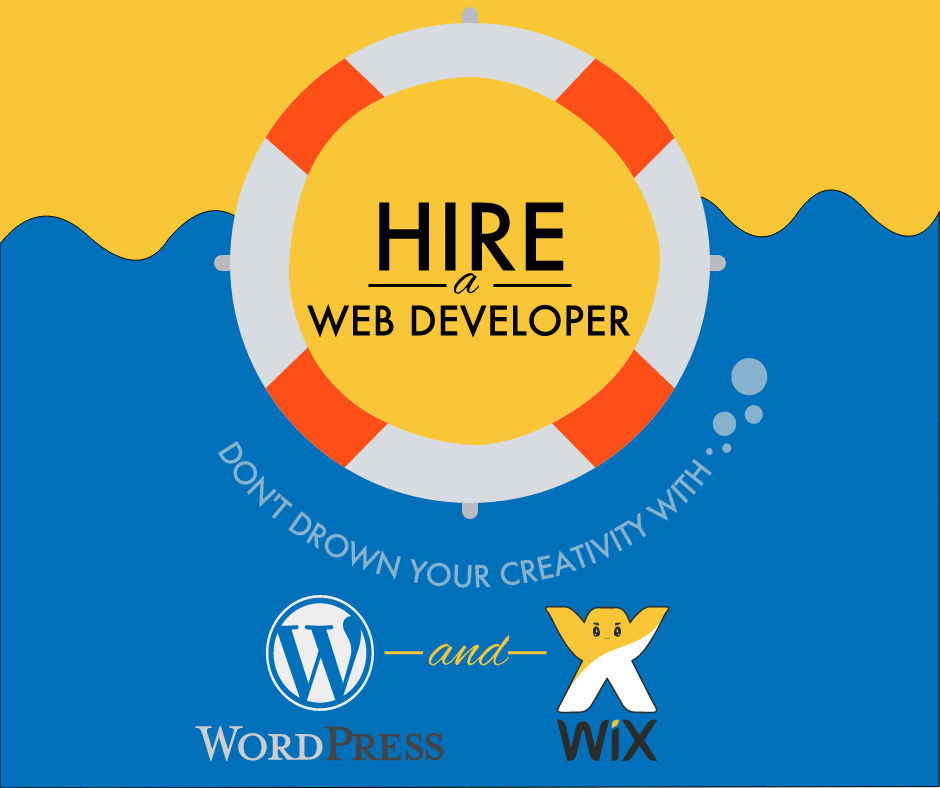 HIRE
a
WEB DEVELOPER
DON'T DROWN YOUR CREATIVITY WITH
W
and
WORDPRESS
WiX